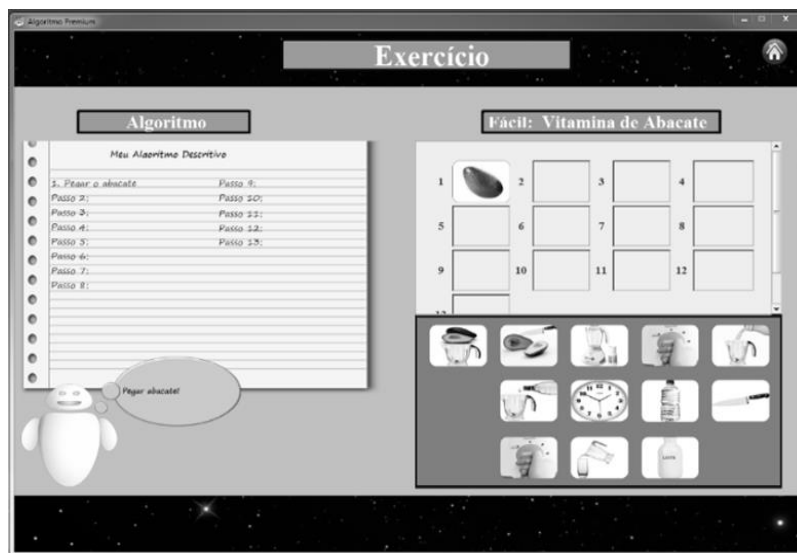 Algoritmo Premium
Exercício
Algoritmo
Meu Algoritmo Descritivo
1. Pegar o abacate
Passo 2:
Passo 3:
Passo 4:
Passo 5:
Passo 6:
Passo 7:
Passo 8:
Passo 9:
Passo 10:
Passo 11:
Passo 12:
Passo 13:
Pegar abacate!
Fácil: Vitamina de Abacate
1 2 3 4
5 6 7 8
9 10 11 12
13